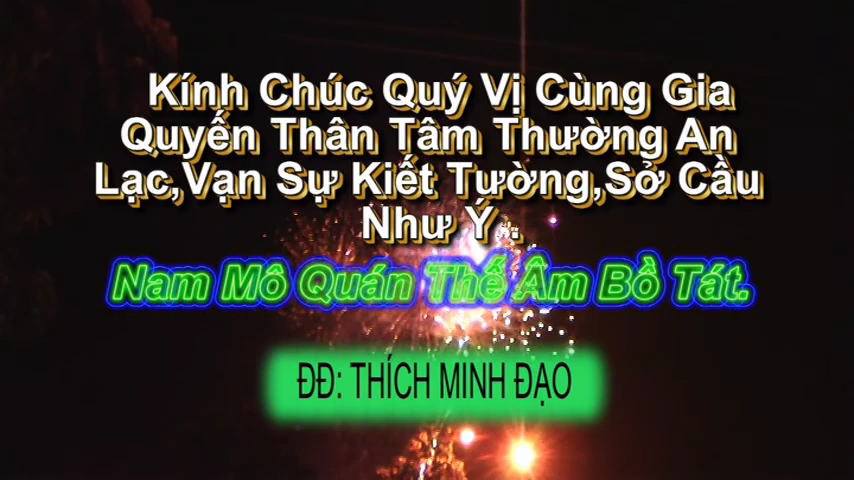 Kính Chúc Quý Vị Cùng Gia
Quyến Thân Tâm Thường An
Lạc,Vạn Sự Kiết Tường,Sở Cầu
Như Ý .
Nam Mô Quán Thế Âm Bồ Tát.
ĐĐ: THÍCH MINH ĐẠO